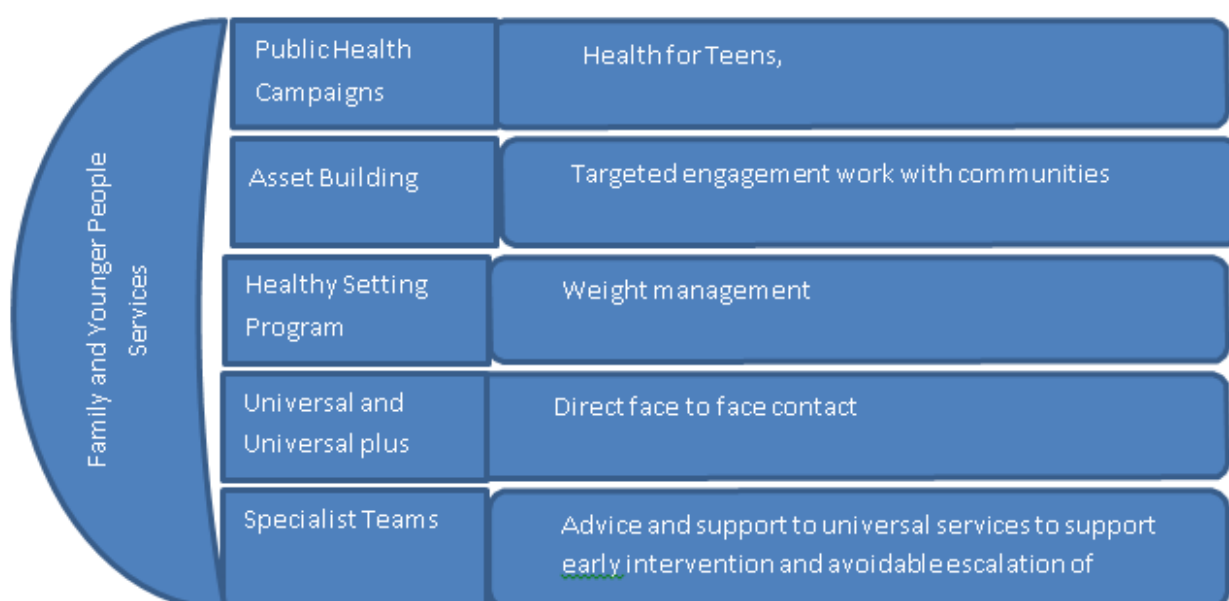 Family and Younger People
Services
Public Health
Campaigns
Health for Teens,
Asset Building
Targeted engagement work with communities
Healthy Setting
Program
Weight management
Universal and
Universal plus
Direct face to face contact
Specialist Teams
Advice and support to universal services to support
early intervention and avoidable escalation of